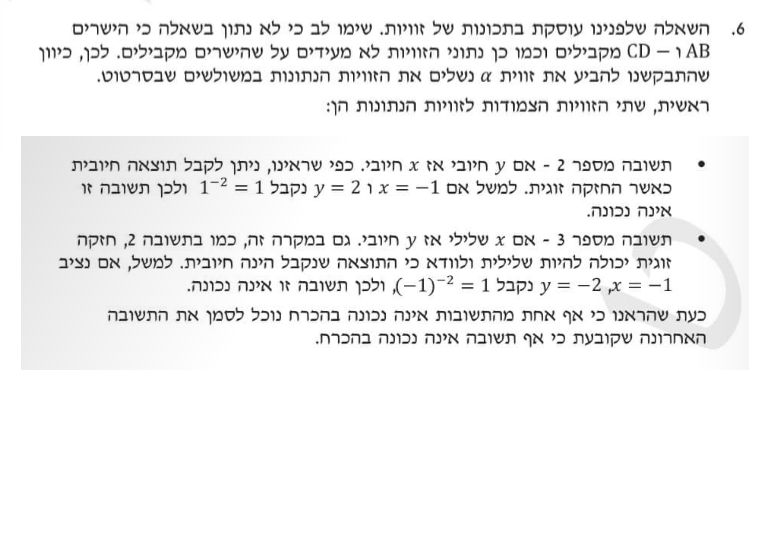 6. השאלה שלפנינו עוסקת בתכונות של זוויות. שימו לב כי לא נתון בשאלה כי הישרים
AB ו – CD מקבילים וכמו כן נתוני הזוויות לא מעידים על שהישרים מקבילים. לכן, כיוון
שהתבקשנו להביע את זווית α נשלים את הזוויות הנתונות במשולשים שבסרטוט.
ראשית, שתי הזוויות הצמודות לזוויות הנתונות הן:
• תשובה מספר 2 - אם y חיובי אז x חיובי. כפי שראינו, ניתן לקבל תוצאה חיובית
כאשר החזקה זוגית. למשל אם x = −1 ו y = 2 נקבל 1⁻² = 1 ולכן תשובה זו
אינה נכונה.
• תשובה מספר 3 - אם x שלילי אז y חיובי. גם במקרה זה, כמו בתשובה 2, חזקה
זוגית יכולה להיות שלילית ולוודא כי התוצאה שנקבל הינה חיובית. למשל, אם נציב
x = −1, y = −2 נקבל (−1)⁻² = 1, ולכן תשובה זו אינה נכונה.
כעת שהראנו כי אף אחת מהתשובות אינה נכונה בהכרח נוכל לסמן את התשובה
האחרונה שקובעת כי אף תשובה אינה נכונה בהכרח.